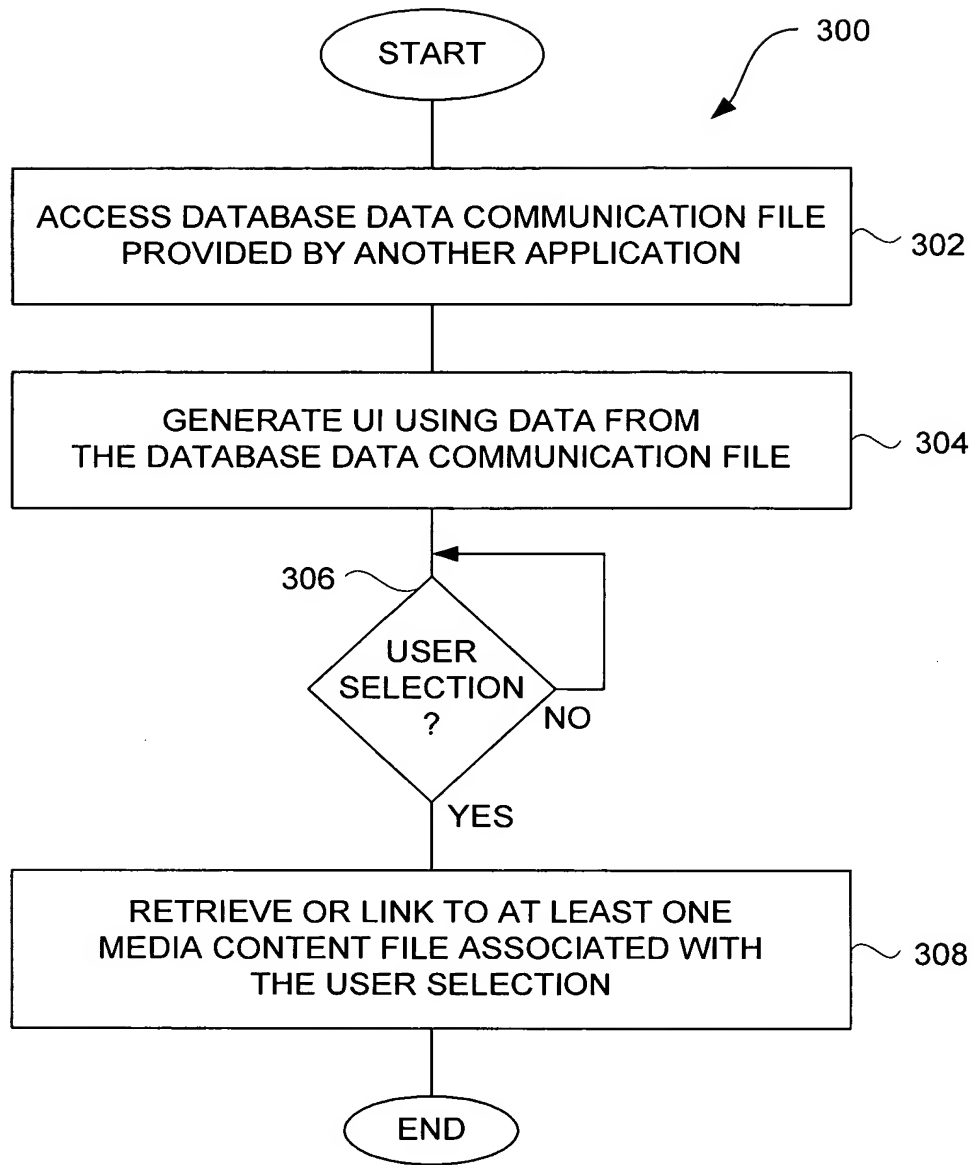 START
300
ACCESS DATABASE DATA COMMUNICATION FILE
PROVIDED BY ANOTHER APPLICATION
302
GENERATE UI USING DATA FROM
THE DATABASE DATA COMMUNICATION FILE
304
306
USER
SELECTION
?
NO
YES
RETRIEVE OR LINK TO AT LEAST ONE
MEDIA CONTENT FILE ASSOCIATED WITH
THE USER SELECTION
308
END